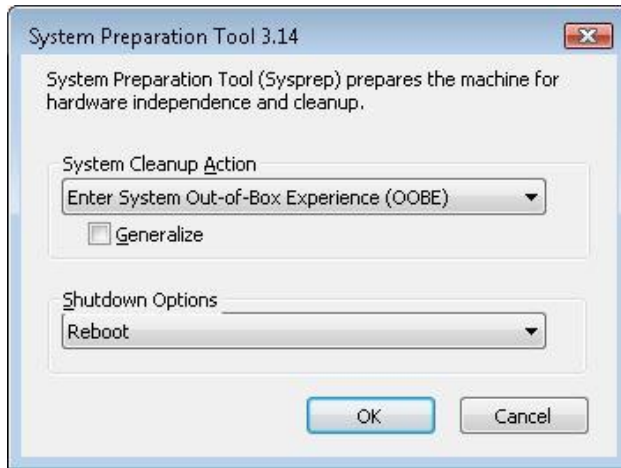 System Preparation Tool 3.14
System Preparation Tool (Sysprep) prepares the machine for
hardware independence and cleanup.
System Cleanup Action
Enter System Out-of-Box Experience (OOBE)
Generalize
Shutdown Options
Reboot
OK
Cancel